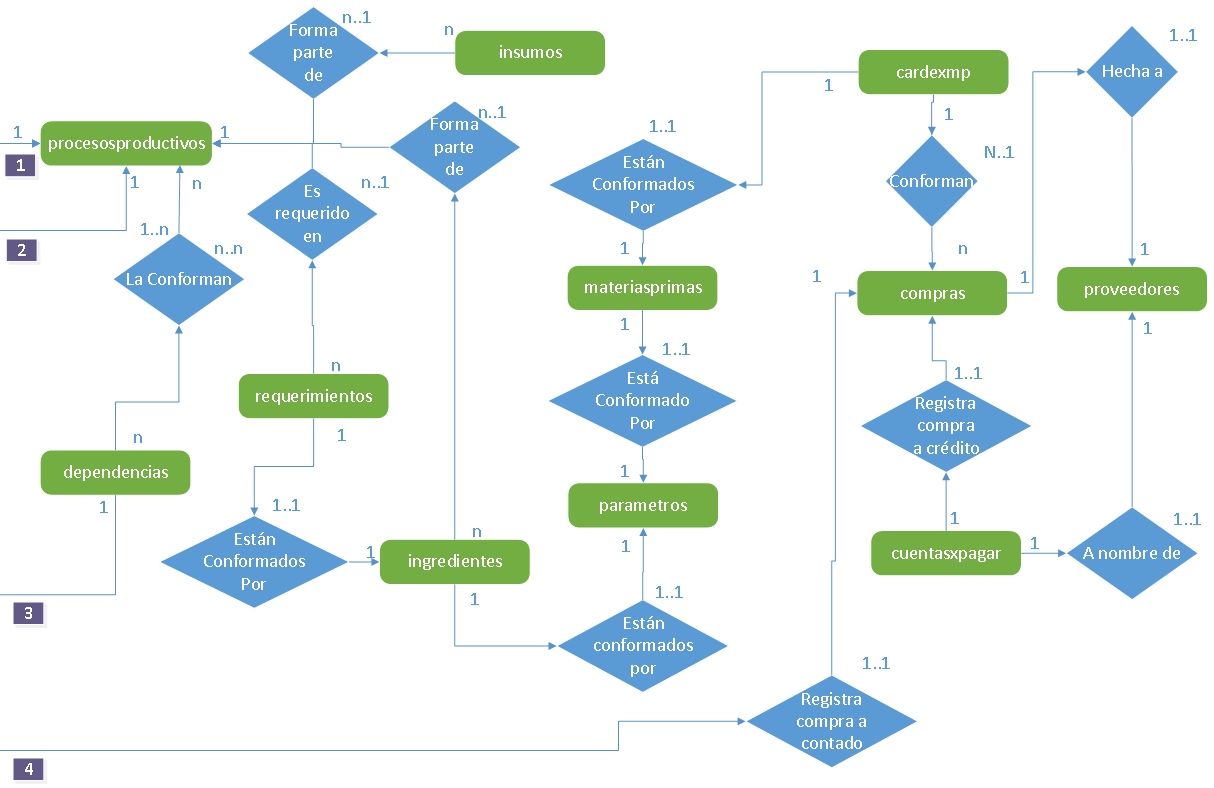 Forma
parte
de
n..1
n
insumos
cardexmp
1
1
Hecha a
1..1
1
procesosproductivos
1
1
Forma
parte
de
n..1
1..1
Están
Conformados
Por
N..1
Conforman
1
n
Es
requerido
en
n..1
2
1..n
n..n
La Conforman
1
n
1
materiasprimas
1
compras
1
1
proveedores
1
1
1..1
Está
Conformado
Por
n
requerimientos
1
1..1
Registra
compra
a crédito
n
dependencias
1
1
parametros
1
1..1
Están
Conformados
Por
1
n
ingredientes
1
1
cuentasxpagar
1
1..1
A nombre de
3
1..1
Están
conformados
por
1..1
Registra
compra a
contado
4